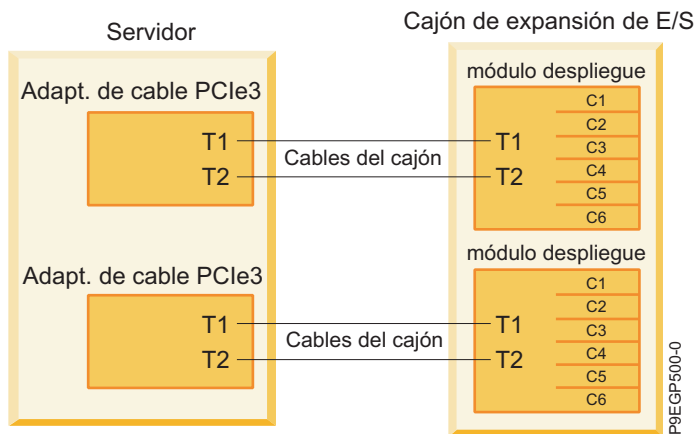 Servidor
Cajón de expansión de E/S
Adapt. de cable PCIe3
T1
T2
Cables del cajón
módulo despliegue
T1
T2
C1
C2
C3
C4
C5
C6
Adapt. de cable PCIe3
T1
T2
Cables del cajón
módulo despliegue
T1
T2
C1
C2
C3
C4
C5
C6
P9EGP500-0